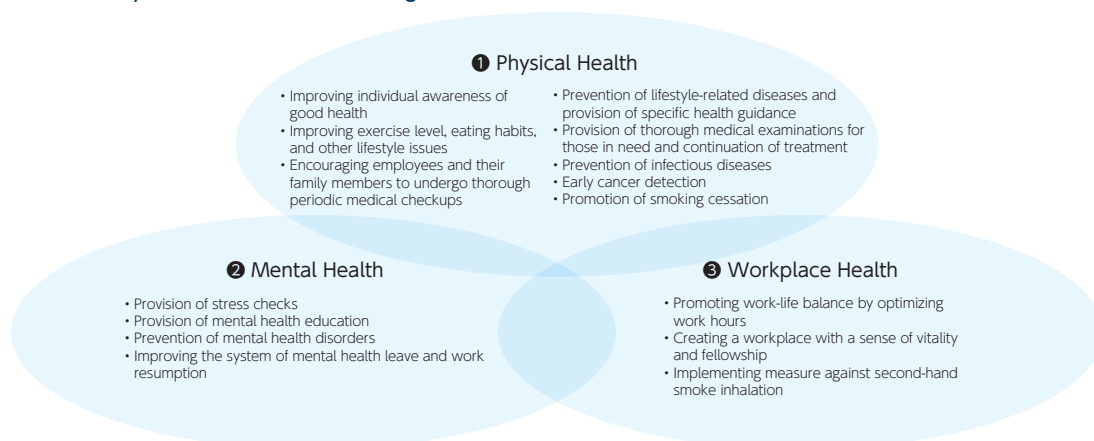 ❶ Physical Health
• Improving individual awareness of
good health
• Improving exercise level, eating habits,
and other lifestyle issues
• Encouraging employees and their
family members to undergo thorough
periodic medical checkups
• Prevention of lifestyle-related diseases and
provision of specific health guidance
• Provision of thorough medical examinations for
those in need and continuation of treatment
• Prevention of infectious diseases
• Early cancer detection
• Promotion of smoking cessation
❷ Mental Health
• Provision of stress checks
• Provision of mental health education
• Prevention of mental health disorders
• Improving the system of mental health leave and work
resumption
❸ Workplace Health
• Promoting work-life balance by optimizing
work hours
• Creating a workplace with a sense of vitality
and fellowship
• Implementing measure against second-hand
smoke inhalation